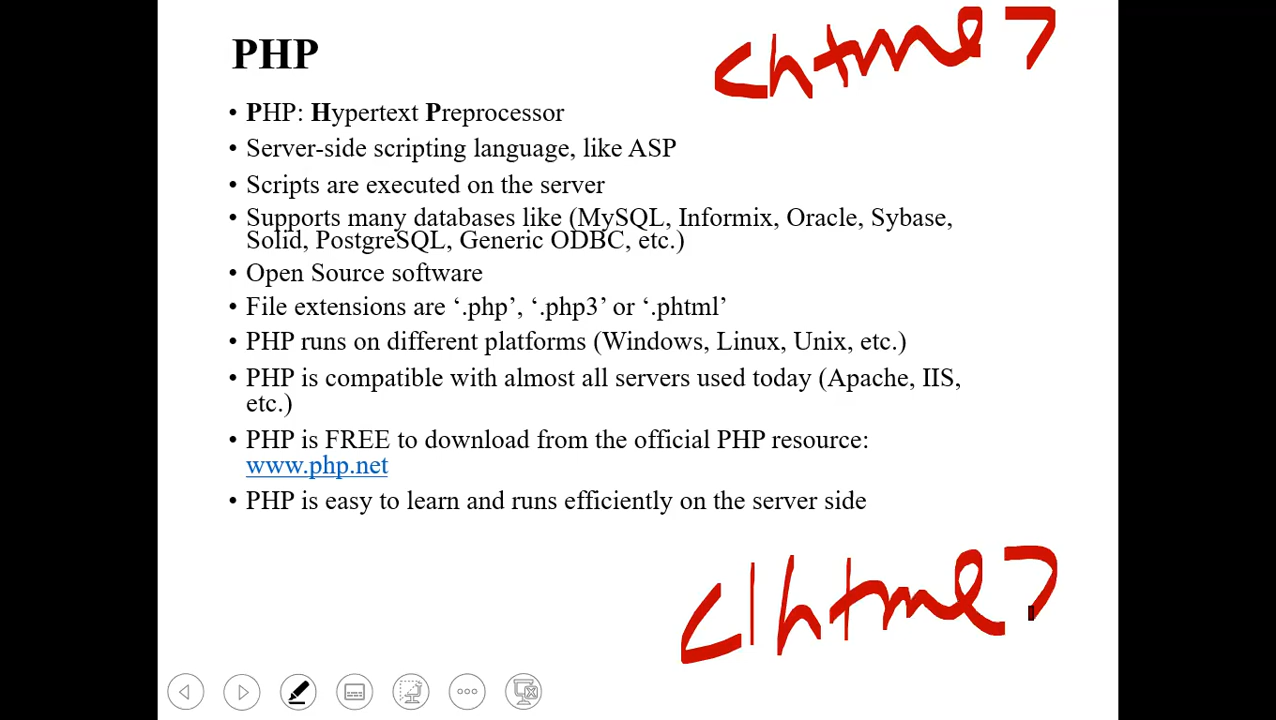 <html>
PHP
• PHP: Hypertext Preprocessor
• Server-side scripting language, like ASP
• Scripts are executed on the server
• Supports many databases like (MySQL, Informix, Oracle, Sybase,
Solid, PostgreSQL, Generic ODBC, etc.)
• Open Source software
• File extensions are ‘.php’, ‘.php3’ or ‘.phtml’
• PHP runs on different platforms (Windows, Linux, Unix, etc.)
• PHP is compatible with almost all servers used today (Apache, IIS,
etc.)
• PHP is FREE to download from the official PHP resource:
www.php.net
• PHP is easy to learn and runs efficiently on the server side
</html>